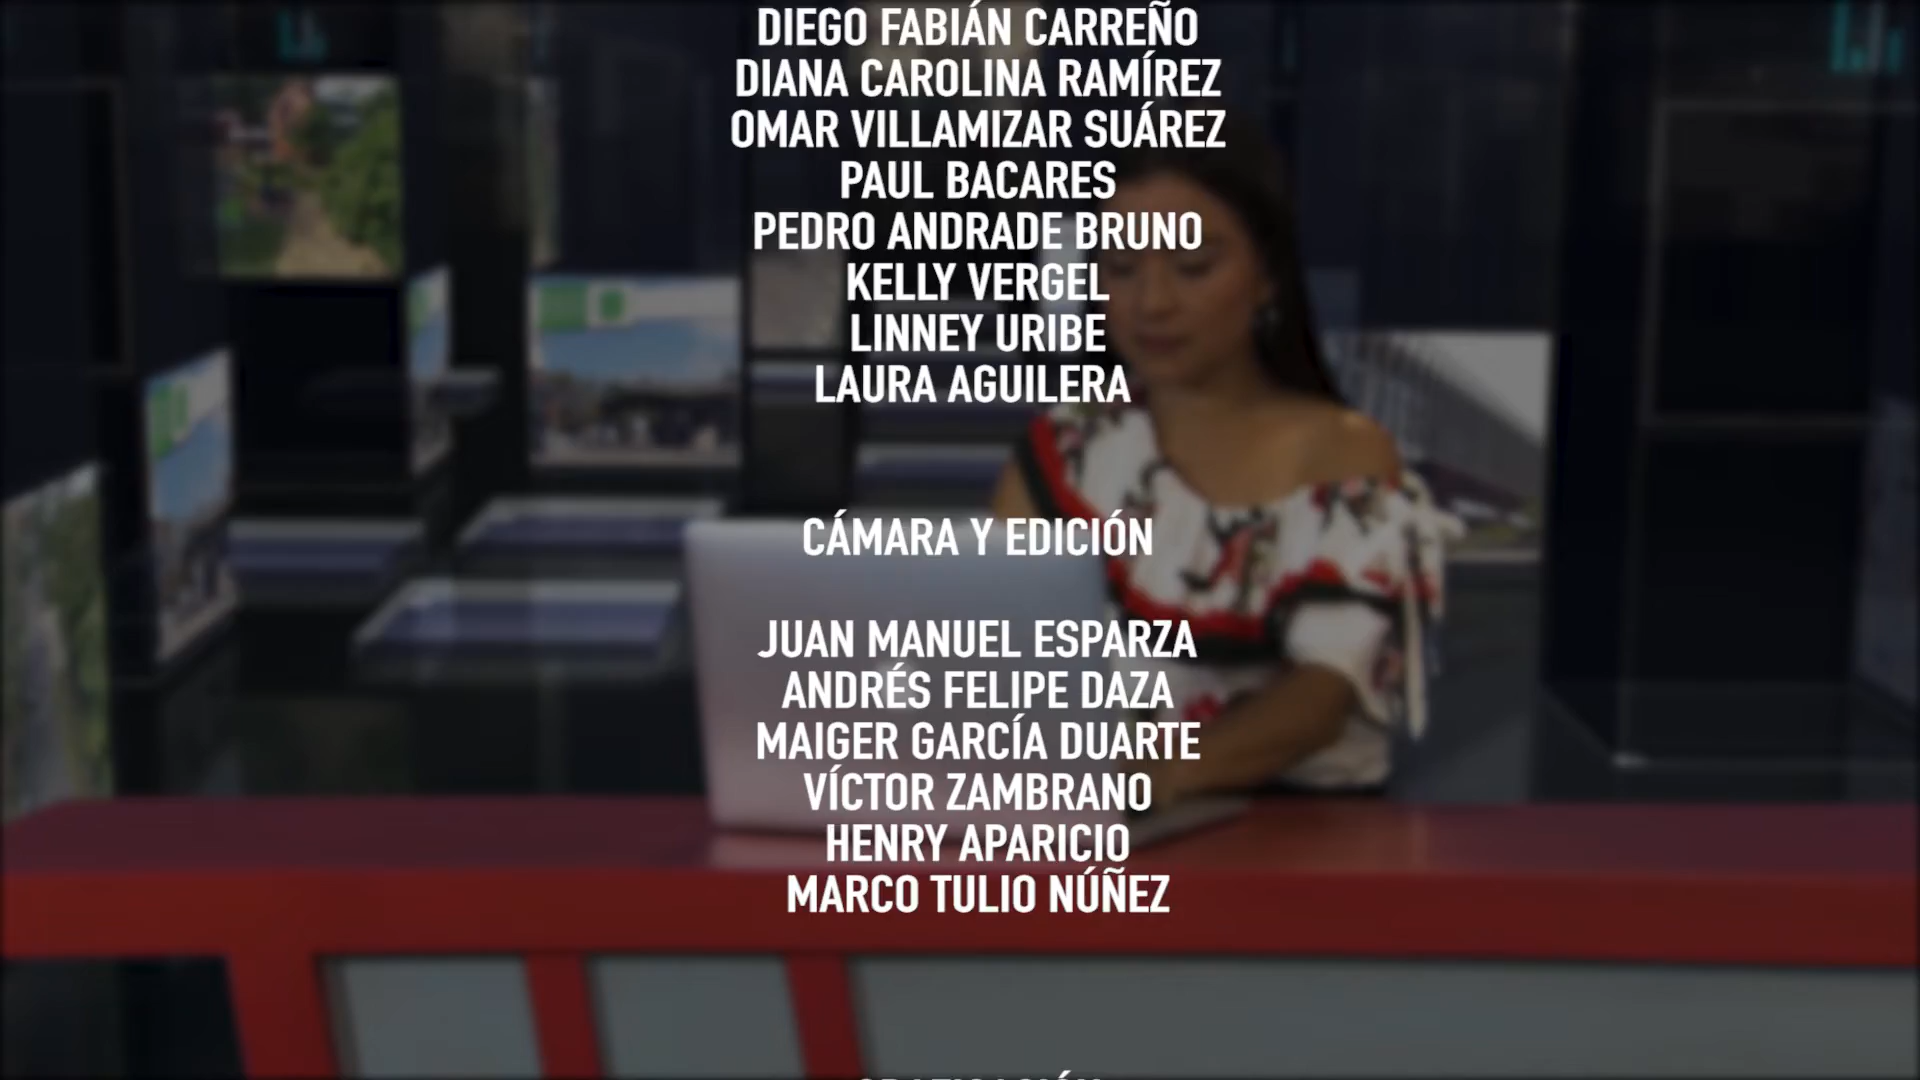 DIEGO FABIÁN CARREÑO
DIANA CAROLINA RAMÍREZ
OMAR VILLAMIZAR SUÁREZ
PAUL BACARES
PEDRO ANDRADE BRUNO
KELLY VERGEL
LINNEY URIBE
LAURA AGUILERA
CÁMARA Y EDICIÓN
JUAN MANUEL ESPARZA
ANDRÉS FELIPE DAZA
MAIGER GARCÍA DUARTE
VÍCTOR ZAMBRANO
HENRY APARICIO
MARCO TULIO NÚÑEZ